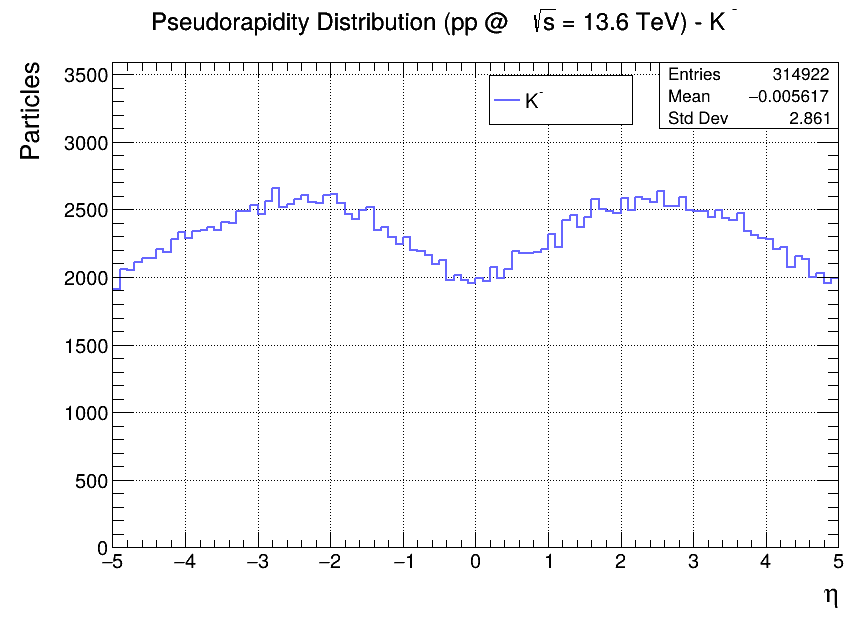 Pseudorapidity Distribution (pp @ √s = 13.6 TeV) - K⁻
Particles
3500
3000
2500
2000
1500
1000
500
0
K⁻
Entries 314922
Mean −0.005617
Std Dev 2.861
−5 −4 −3 −2 −1 0 1 2 3 4 5
η